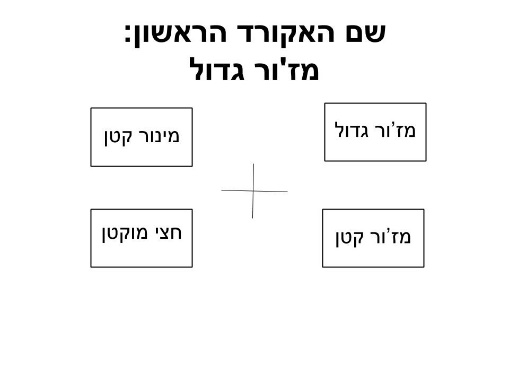 שם האקורד הראשון:
מז'ור גדול
מז'ור גדול
מינור קטן
מז'ור קטן
חצי מוקטן